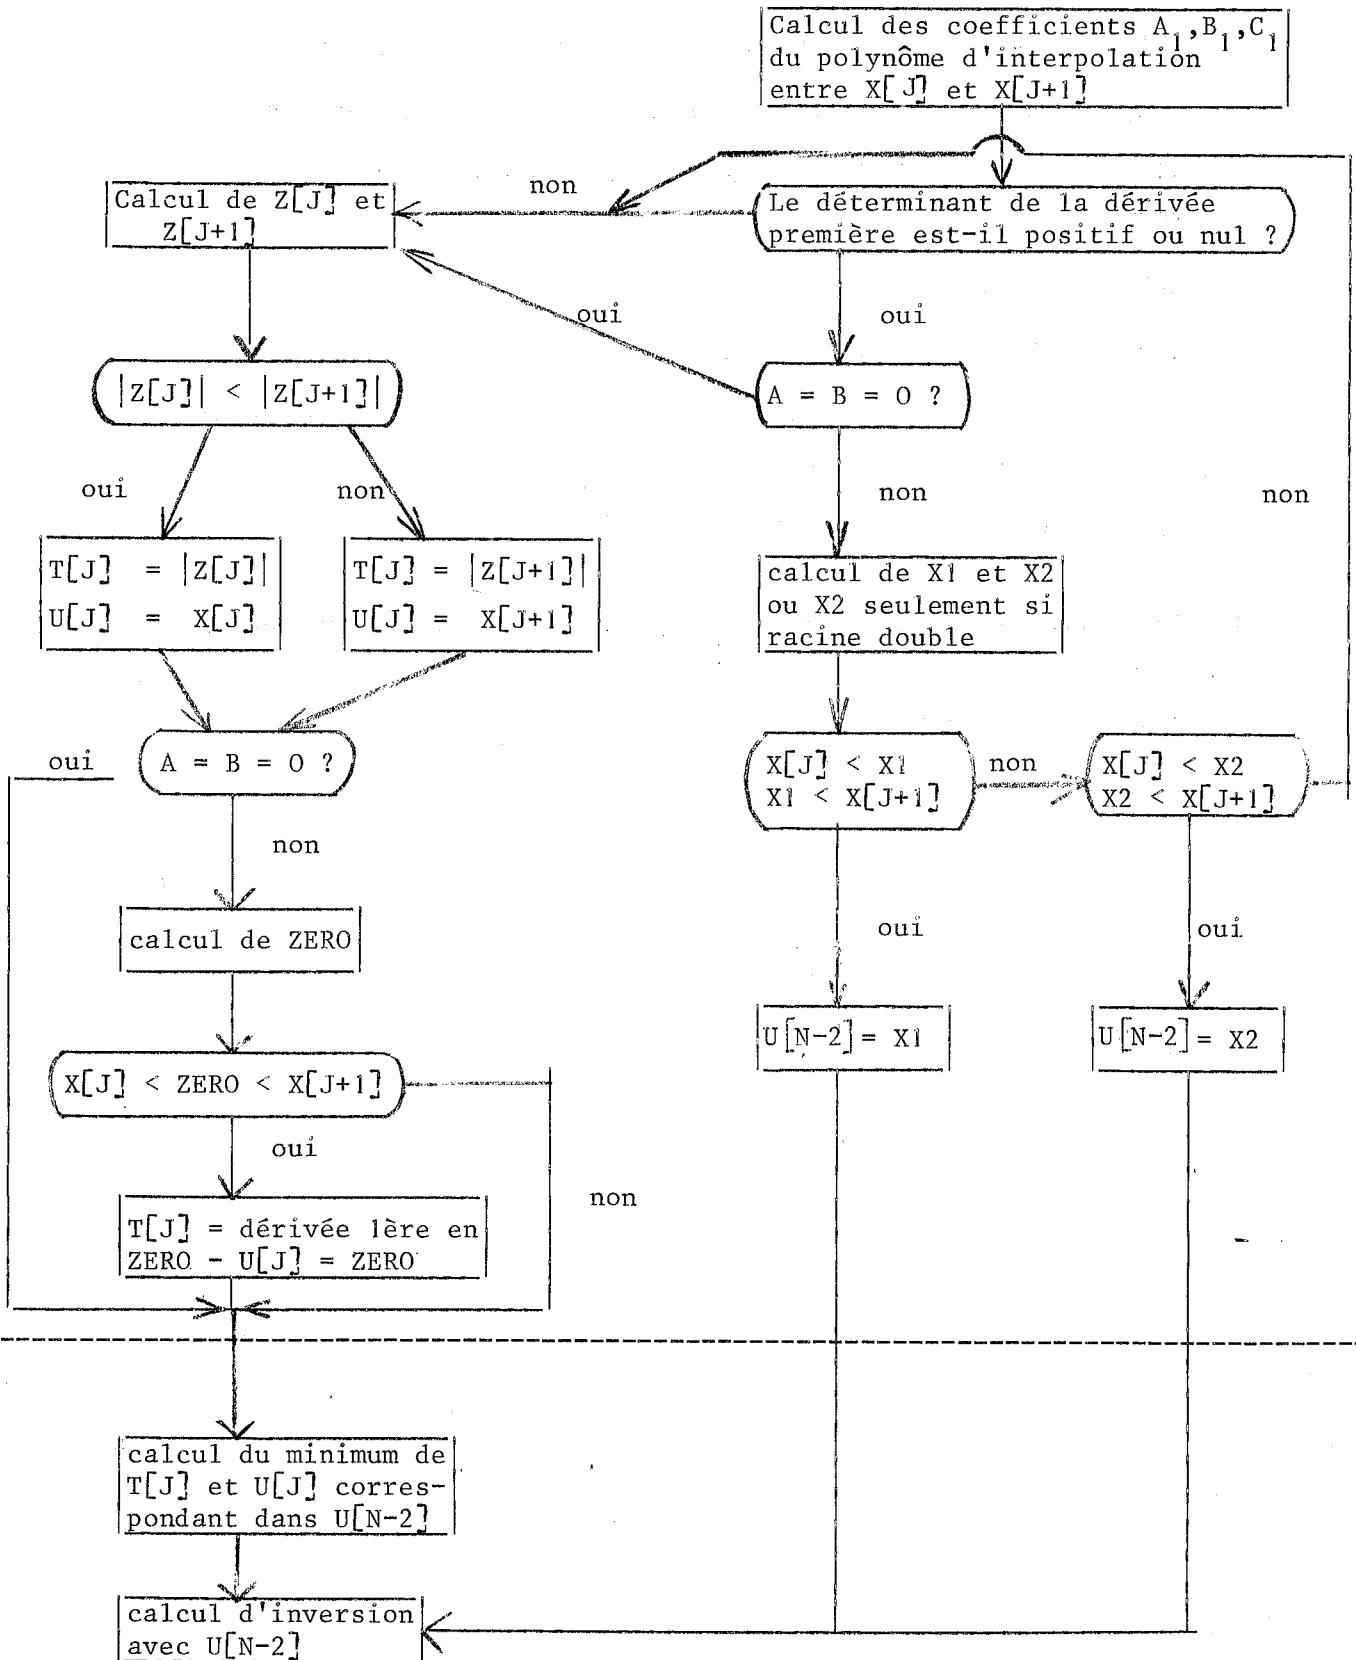 Calcul des coefficients A1,B1,C1
du polynôme d'interpolation
entre X[J] et X[J+1]
non
Calcul de Z[J] et
Z[J+1]
Le déterminant de la dérivée
première est-il positif ou nul ?
oui
oui
|Z[J]| < |Z[J+1]|
A = B = O ?
oui
non
non
non
T[J] = |Z[J]|
U[J] = X[J]
T[J] = |Z[J+1]|
U[J] = X[J+1]
calcul de X1 et X2
ou X2 seulement si
racine double
oui
A = B = O ?
X[J] < X1
X1 < X[J+1]
non
X[J] < X2
X2 < X[J+1]
non
calcul de ZERO
oui
oui
U[N-2] = X1
U[N-2] = X2
X[J] < ZERO < X[J+1]
oui
non
T[J] = dérivée 1ère en
ZERO - U[J] = ZERO
calcul du minimum de
T[J] et U[J] corres-
pondant dans U[N-2]
calcul d'inversion
avec U[N-2]